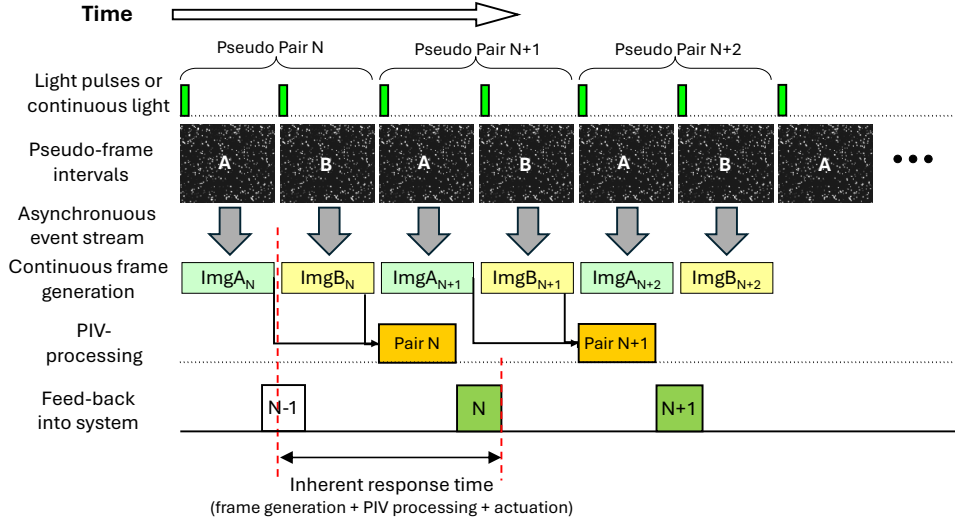 Time
Pseudo Pair N
Pseudo Pair N+1
Pseudo Pair N+2
Light pulses or
continuous light
Pseudo-frame
intervals
A
B
A
B
A
B
A
•••
Asynchronuous
event stream
Continuous frame
generation
ImgA_N
ImgB_N
ImgA_N+1
ImgB_N+1
ImgA_N+2
ImgB_N+2
PIV-
processing
Pair N
Pair N+1
Feed-back
into system
N-1
N
N+1
Inherent response time
(frame generation + PIV processing + actuation)